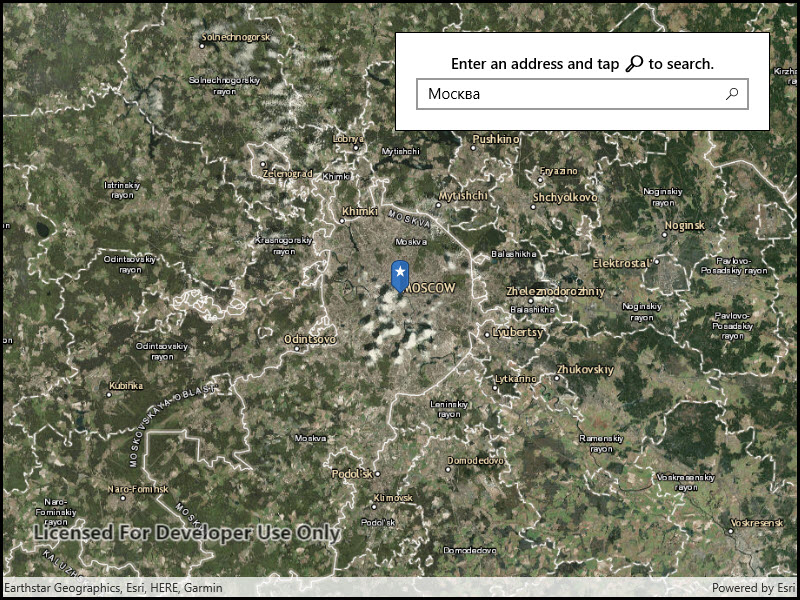 Solnechnogorsk
Enter an address and tap to search.
Solnechnogorskiy
rayon
Москва
Lobnya
Pushkino
Mytishchi
Zelenograd
Khimki
Fryazino
Istrinskiy
rayon
Mytishchi
Shchyolkovo
Noginskiy
rayon
Khimki
MOSKVA
Noginsk
Krasnogorskiy
rayon
Moskva
Balashikha
Odintsovskiy
rayon
Elektrostal'
Pavlovo-
Posadskiy rayon
MOSCOW
Zheleznodorozhniy
Balashikha
Noginskiy
rayon
Pavlovo-
Posadskiy
rayon
Odintsovo
Lyubertsy
Odintsovskiy
rayon
Kubinka
Lytkarino
Zhukovskiy
MOSKOVSKAYA OBLAST
Leninskiy
rayon
Moskva
Ramenskiy
rayon
Podol'sk
Domodedovo
Voskresenskiy
rayon
Naro-Fominsk
Klimovsk
Naro-
Fominskiy
rayon
Podol'sk
Voskresensk
Licensed For Developer Use Only
Domodedovo
Earthstar Geographics, Esri, HERE, Garmin
Powered by Esri